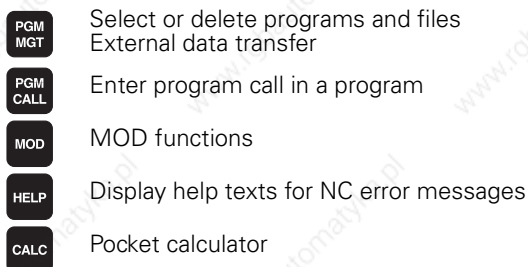 PGM MGT Select or delete programs and files
External data transfer
PGM CALL Enter program call in a program
MOD MOD functions
HELP Display help texts for NC error messages
CALC Pocket calculator